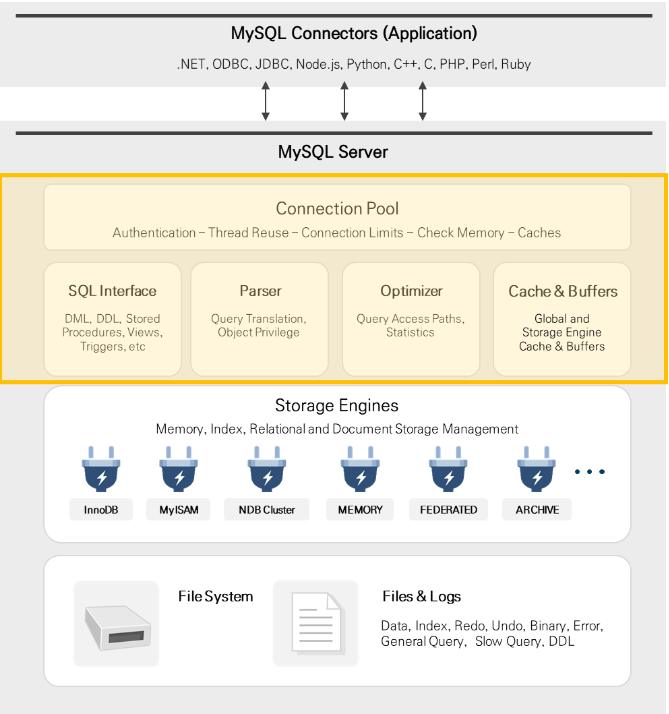 MySQL Connectors (Application)
.NET, ODBC, JDBC, Node.js, Python, C++, C, PHP, Perl, Ruby
MySQL Server
Connection Pool
Authentication – Thread Reuse – Connection Limits – Check Memory – Caches
SQL Interface
DML, DDL, Stored
Procedures, Views,
Triggers, etc
Parser
Query Translation,
Object Privilege
Optimizer
Query Access Paths,
Statistics
Cache & Buffers
Global and
Storage Engine
Cache & Buffers
Storage Engines
Memory, Index, Relational and Document Storage Management
InnoDB
MyISAM
NDB Cluster
MEMORY
FEDERATED
ARCHIVE
File System
Files & Logs
Data, Index, Redo, Undo, Binary, Error,
General Query, Slow Query, DDL